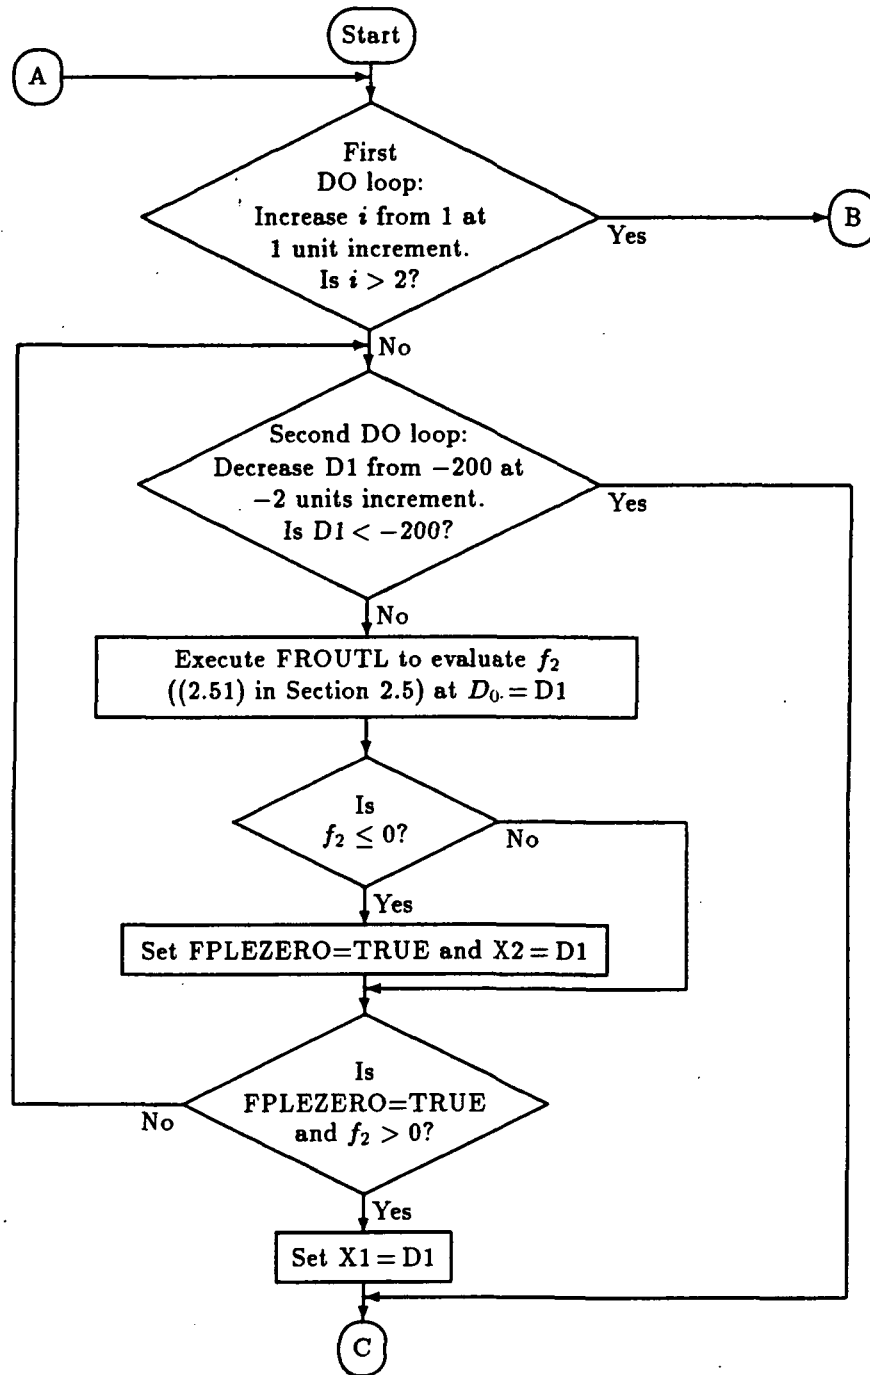 Start
A
First
DO loop:
Increase i from 1 at
1 unit increment.
Is i > 2?
Yes
B
No
Second DO loop:
Decrease D1 from −200 at
−2 units increment.
Is D1 < −200?
Yes
No
Execute FROUTL to evaluate f₂
((2.51) in Section 2.5) at D₀ = D1
Is
f₂ ≤ 0?
No
Yes
Set FPLEZERO=TRUE and X2 = D1
Is
FPLEZERO=TRUE
and f₂ > 0?
No
Yes
Set X1 = D1
C